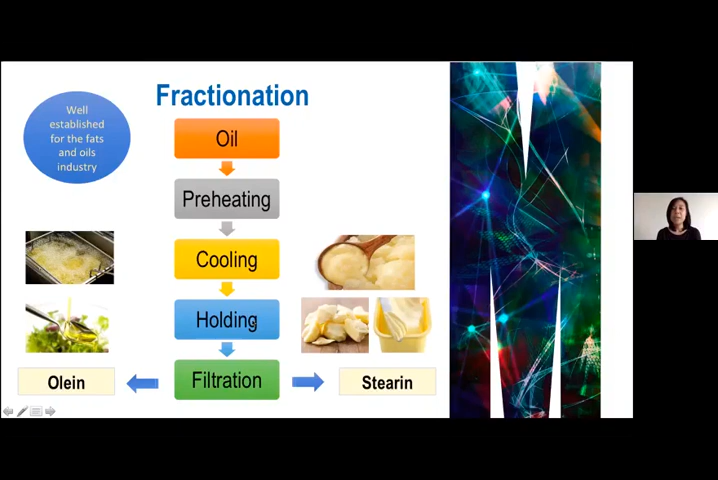 Fractionation
Well
established
for the fats
and oils
industry
Oil
Preheating
Cooling
Holding
Filtration
Olein
Stearin